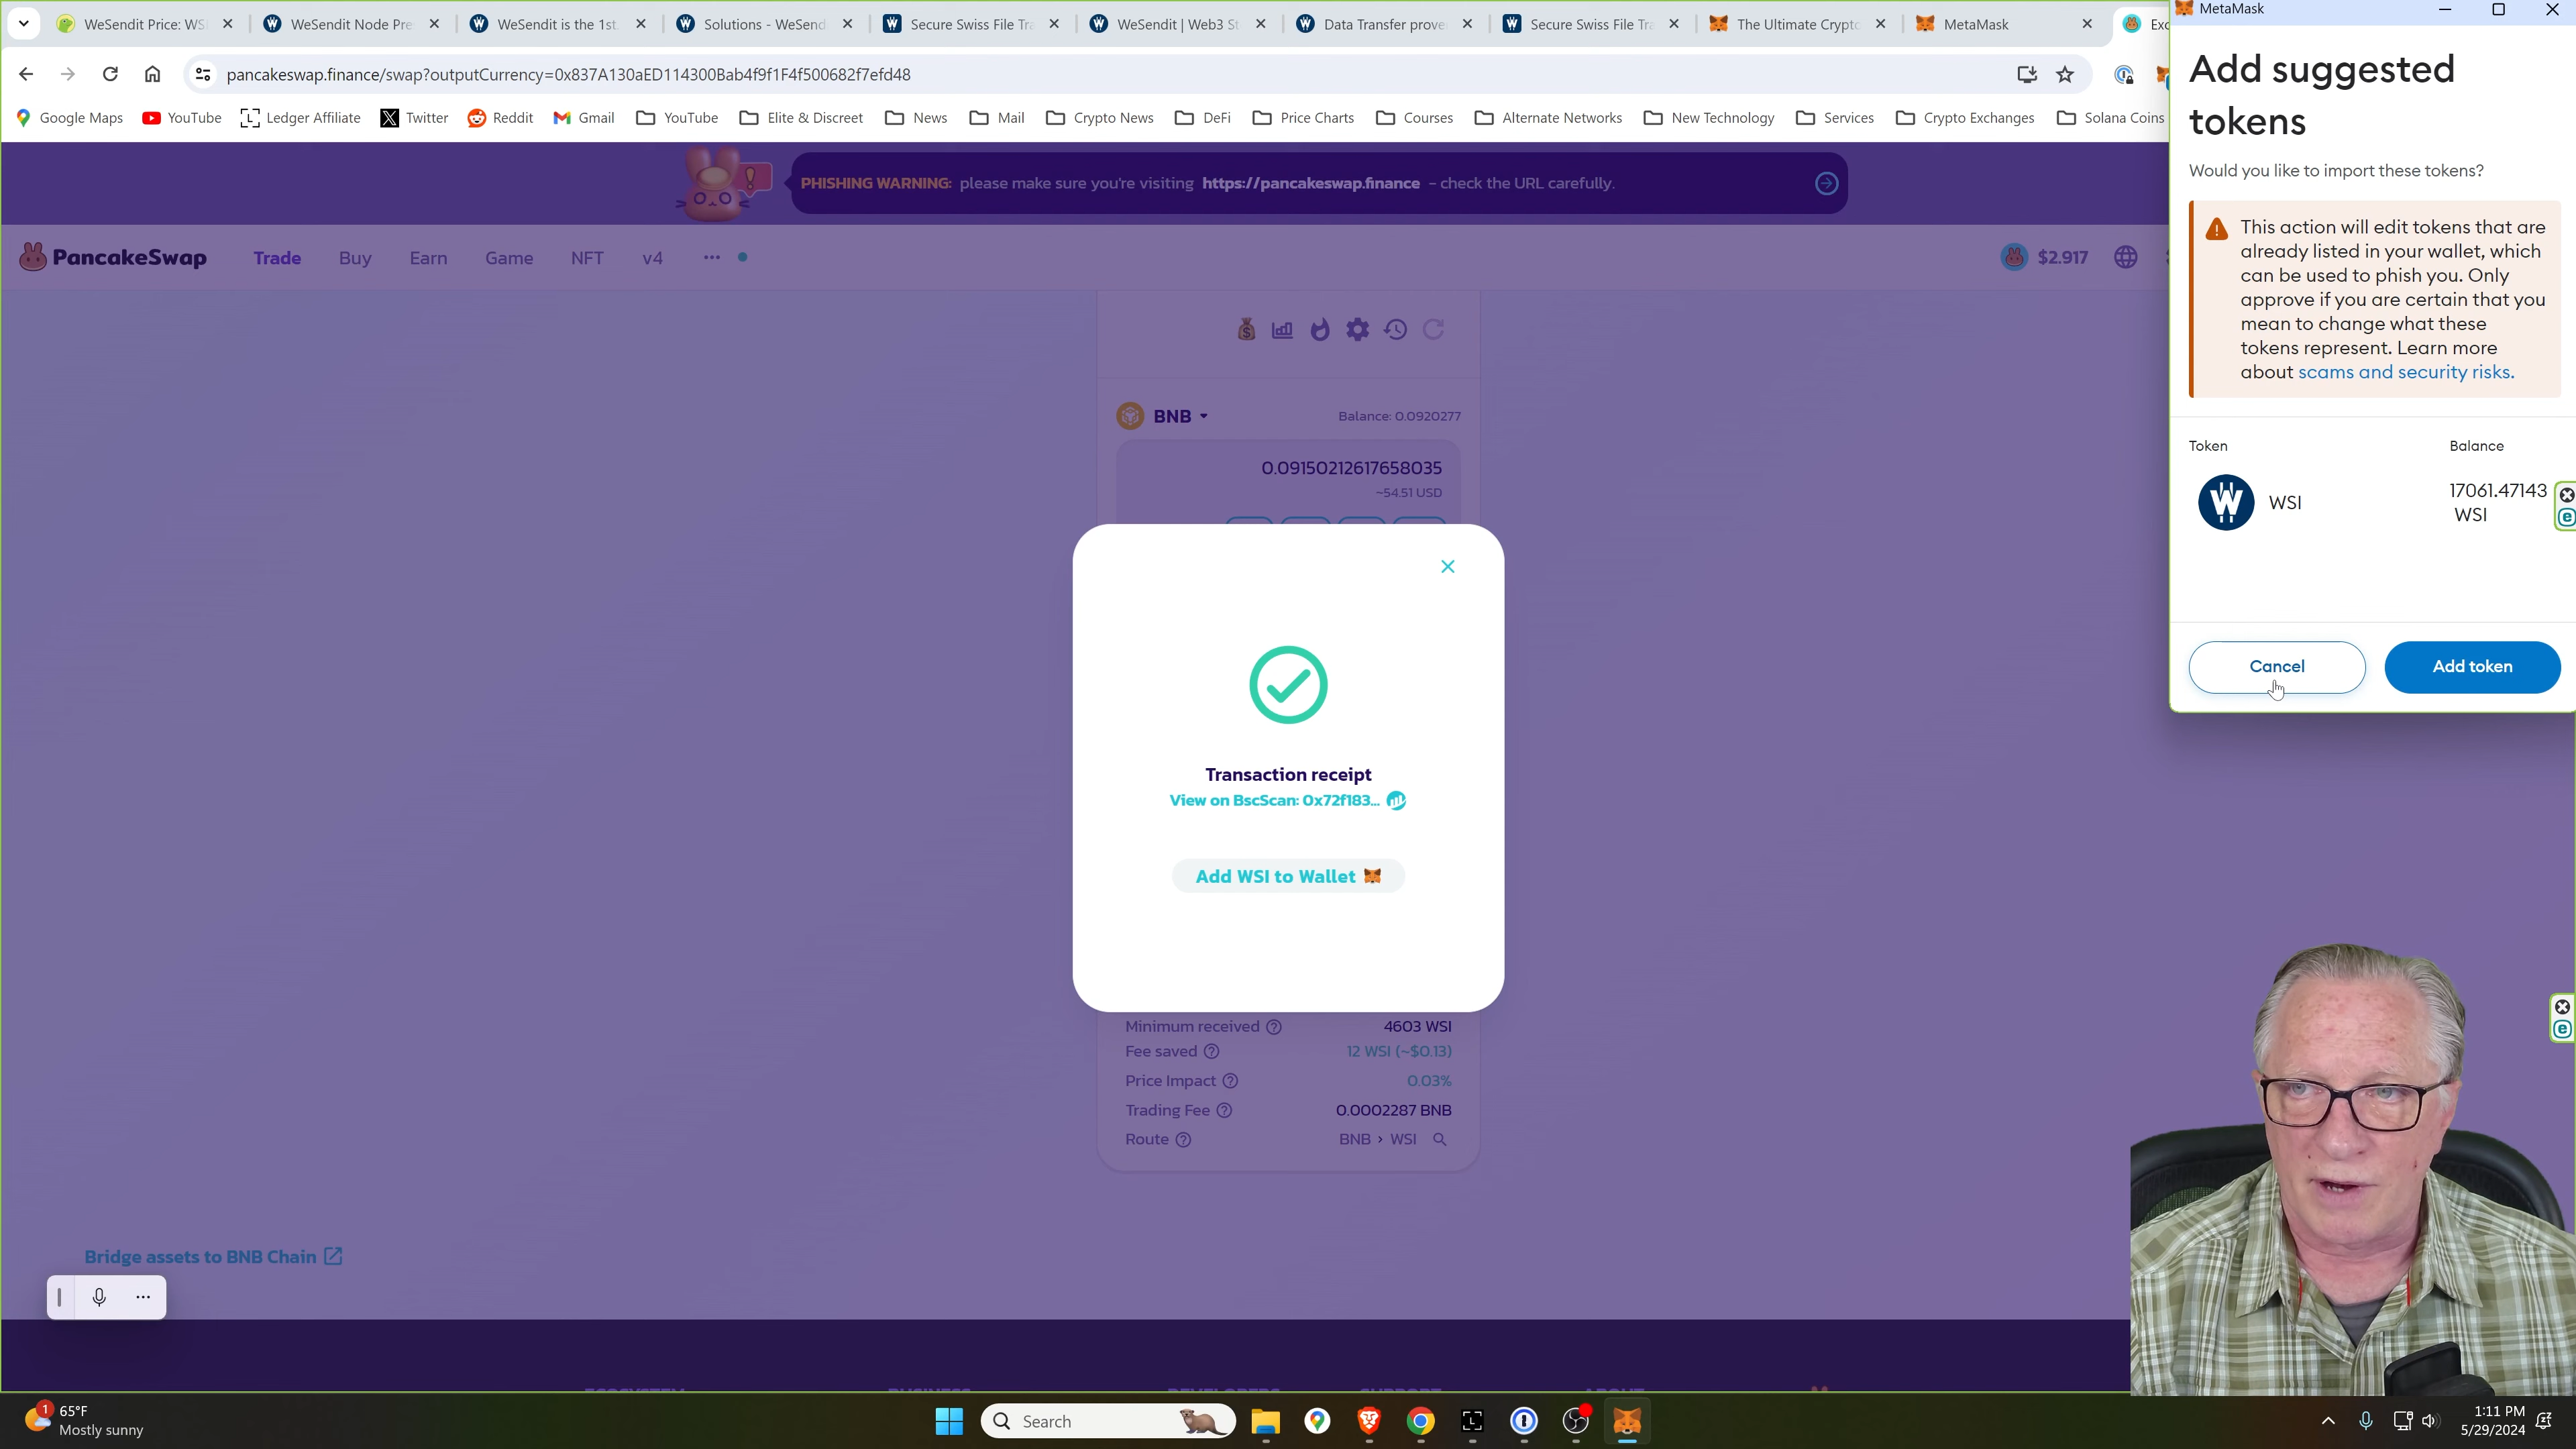 WeSendit Price: WSI
WeSendit Node Pre
WeSendit is the 1st
Solutions - WeSend
Secure Swiss File Tra
WeSendit | Web3 St
Data Transfer prove
Secure Swiss File Tra
The Ultimate Crypto
MetaMask
Exc
pancakeswap.finance/swap?outputCurrency=0x837A130aED114300Bab4f9f1F4f500682f7efd48
Google Maps
YouTube
Ledger Affiliate
Twitter
Reddit
Gmail
YouTube
Elite & Discreet
News
Mail
Crypto News
DeFi
Price Charts
Courses
Alternate Networks
New Technology
Services
Crypto Exchanges
Solana Coins
PHISHING WARNING: please make sure you're visiting https://pancakeswap.finance - check the URL carefully.
PancakeSwap
Trade
Buy
Earn
Game
NFT
v4
$2.917
BNB
Balance: 0.0920277
0.09150212617658035
~54.51 USD
Transaction receipt
View on BscScan: 0x72f183...
Add WSI to Wallet
Minimum received
4603 WSI
Fee saved
12 WSI (~$0.13)
Price Impact
0.03%
Trading Fee
0.0002287 BNB
Route
BNB > WSI
Bridge assets to BNB Chain
ECOSYSTEM
BUSINESS
DEVELOPERS
SUPPORT
ABOUT
MetaMask
Add suggested
tokens
Would you like to import these tokens?
This action will edit tokens that are
already listed in your wallet, which
can be used to phish you. Only
approve if you are certain that you
mean to change what these
tokens represent. Learn more
about scams and security risks.
Token
Balance
WSI
17061.47143
WSI
Cancel
Add token
1
65°F
Mostly sunny
Search
1:11 PM
5/29/2024